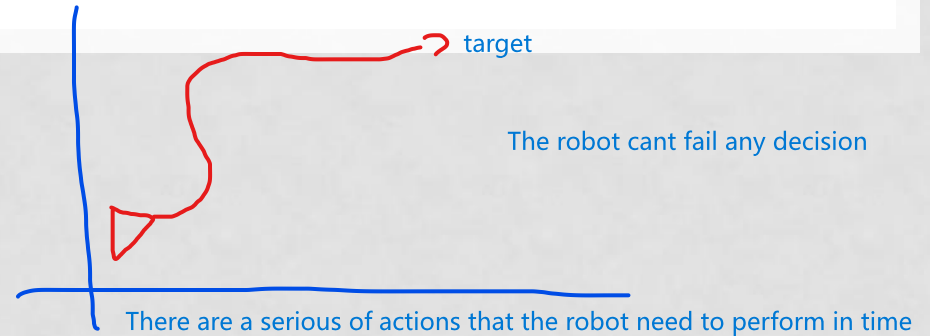 target
The robot cant fail any decision
There are a serious of actions that the robot need to perform in time